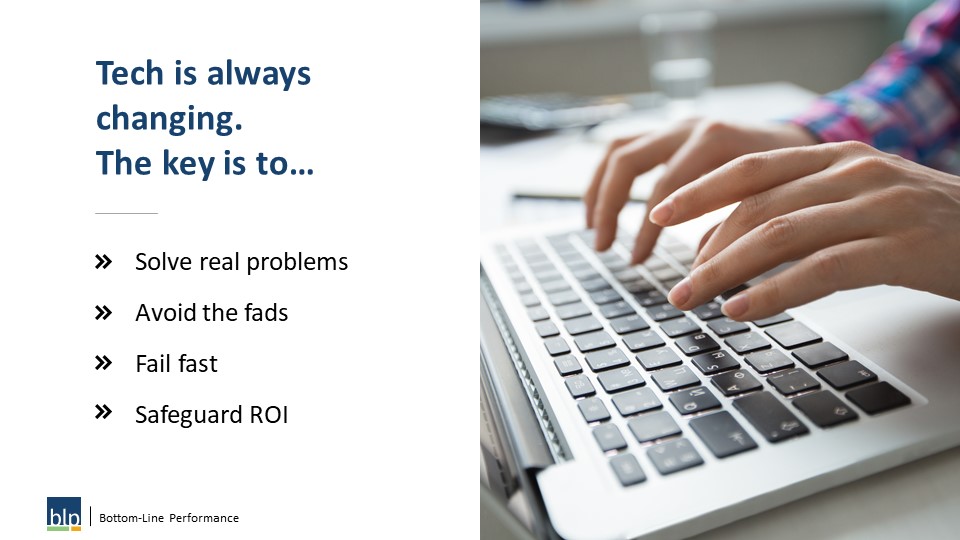 Tech is always
changing.
The key is to…
Solve real problems
Avoid the fads
Fail fast
Safeguard ROI
blp
Bottom-Line Performance